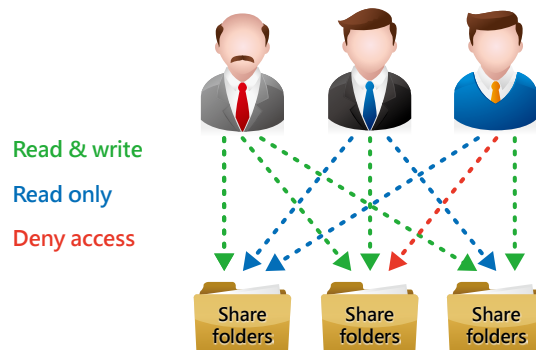 Read & write
Read only
Deny access
Share
folders
Share
folders
Share
folders